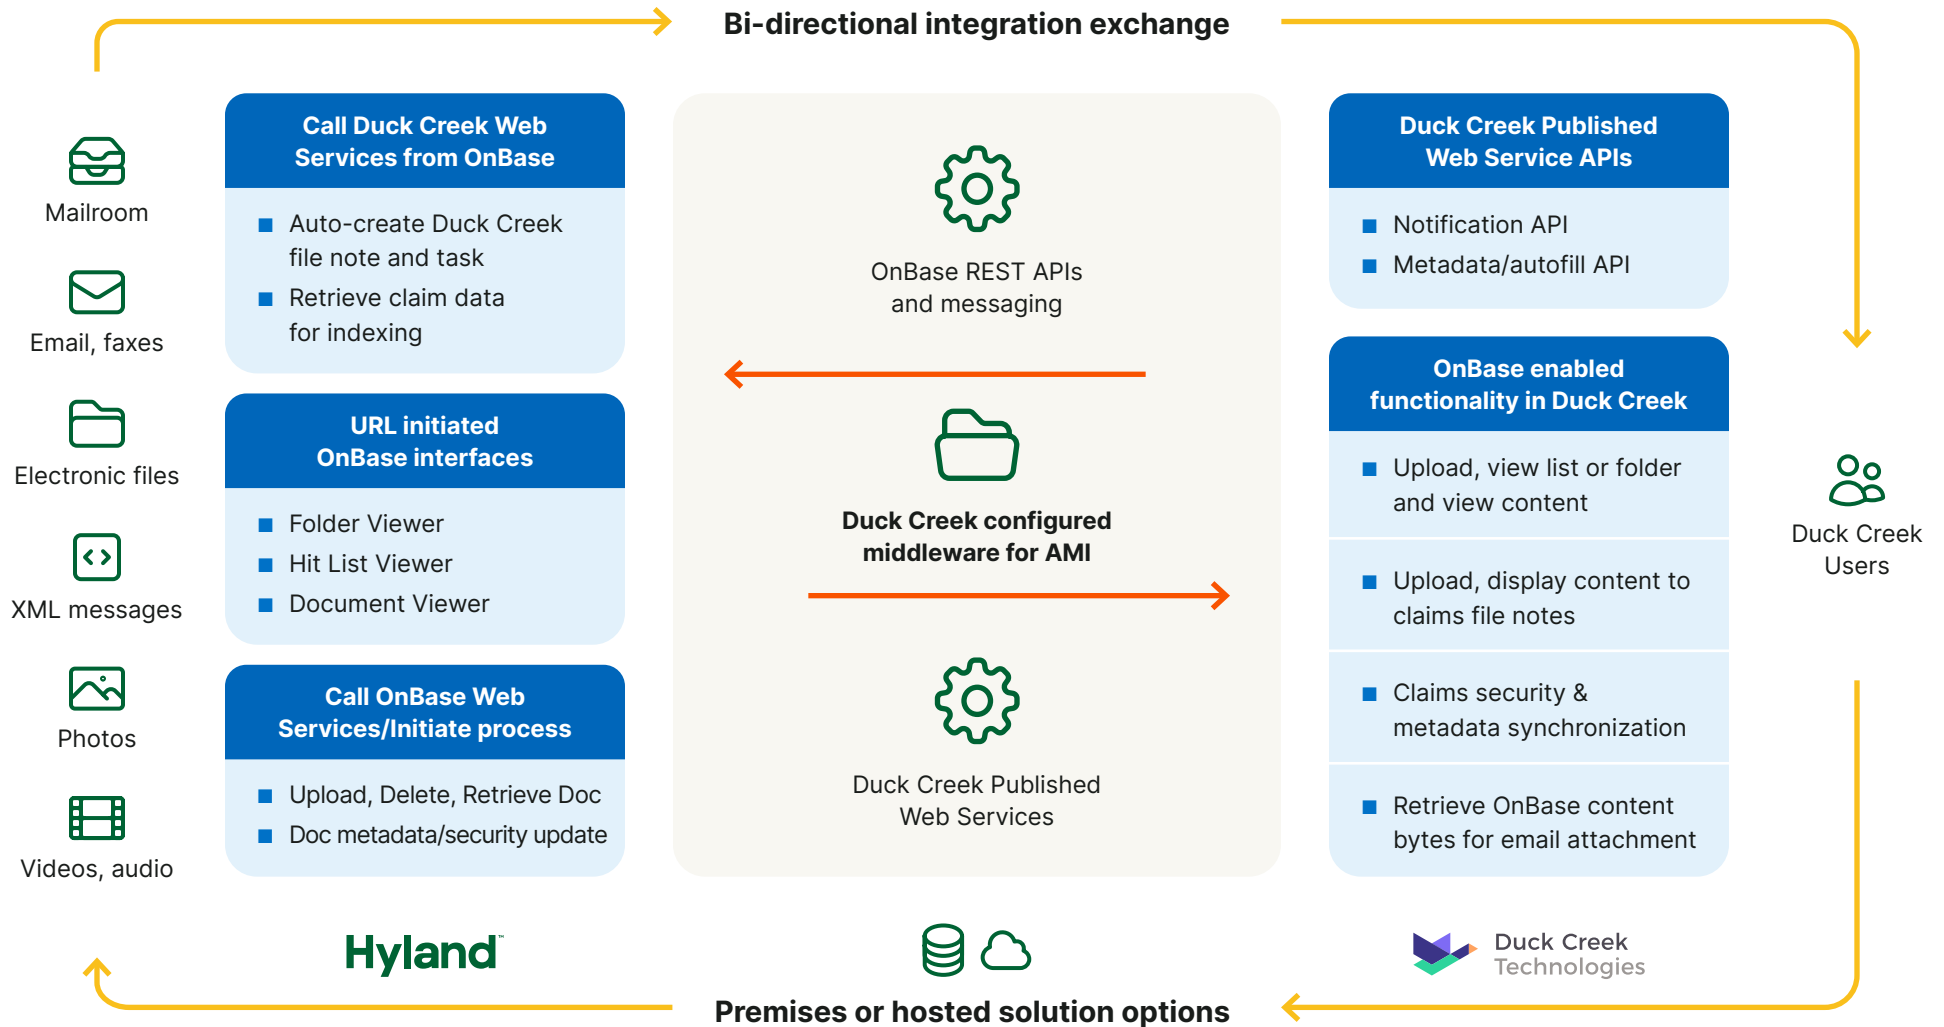 Bi-directional integration exchange
Mailroom
Email, faxes
Electronic files
XML messages
Photos
Videos, audio
Call Duck Creek Web
Services from OnBase
Auto-create Duck Creek
file note and task
Retrieve claim data
for indexing
URL initiated
OnBase interfaces
Folder Viewer
Hit List Viewer
Document Viewer
Call OnBase Web
Services/Initiate process
Upload, Delete, Retrieve Doc
Doc metadata/security update
OnBase REST APIs
and messaging
Duck Creek configured
middleware for AMI
Duck Creek Published
Web Services
Duck Creek Published
Web Service APIs
Notification API
Metadata/autofill API
OnBase enabled
functionality in Duck Creek
Upload, view list or folder
and view content
Upload, display content to
claims file notes
Claims security &
metadata synchronization
Retrieve OnBase content
bytes for email attachment
Duck Creek
Users
Hyland™
Duck Creek
Technologies
Premises or hosted solution options